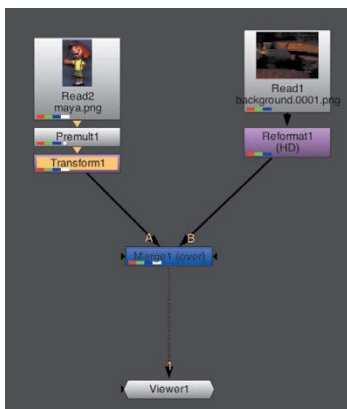 Read2
maya.png
Premult1
Transform1
Read1
background.0001.png
Reformat1
(HD)
A
B
Merge1 (over)
1
Viewer1